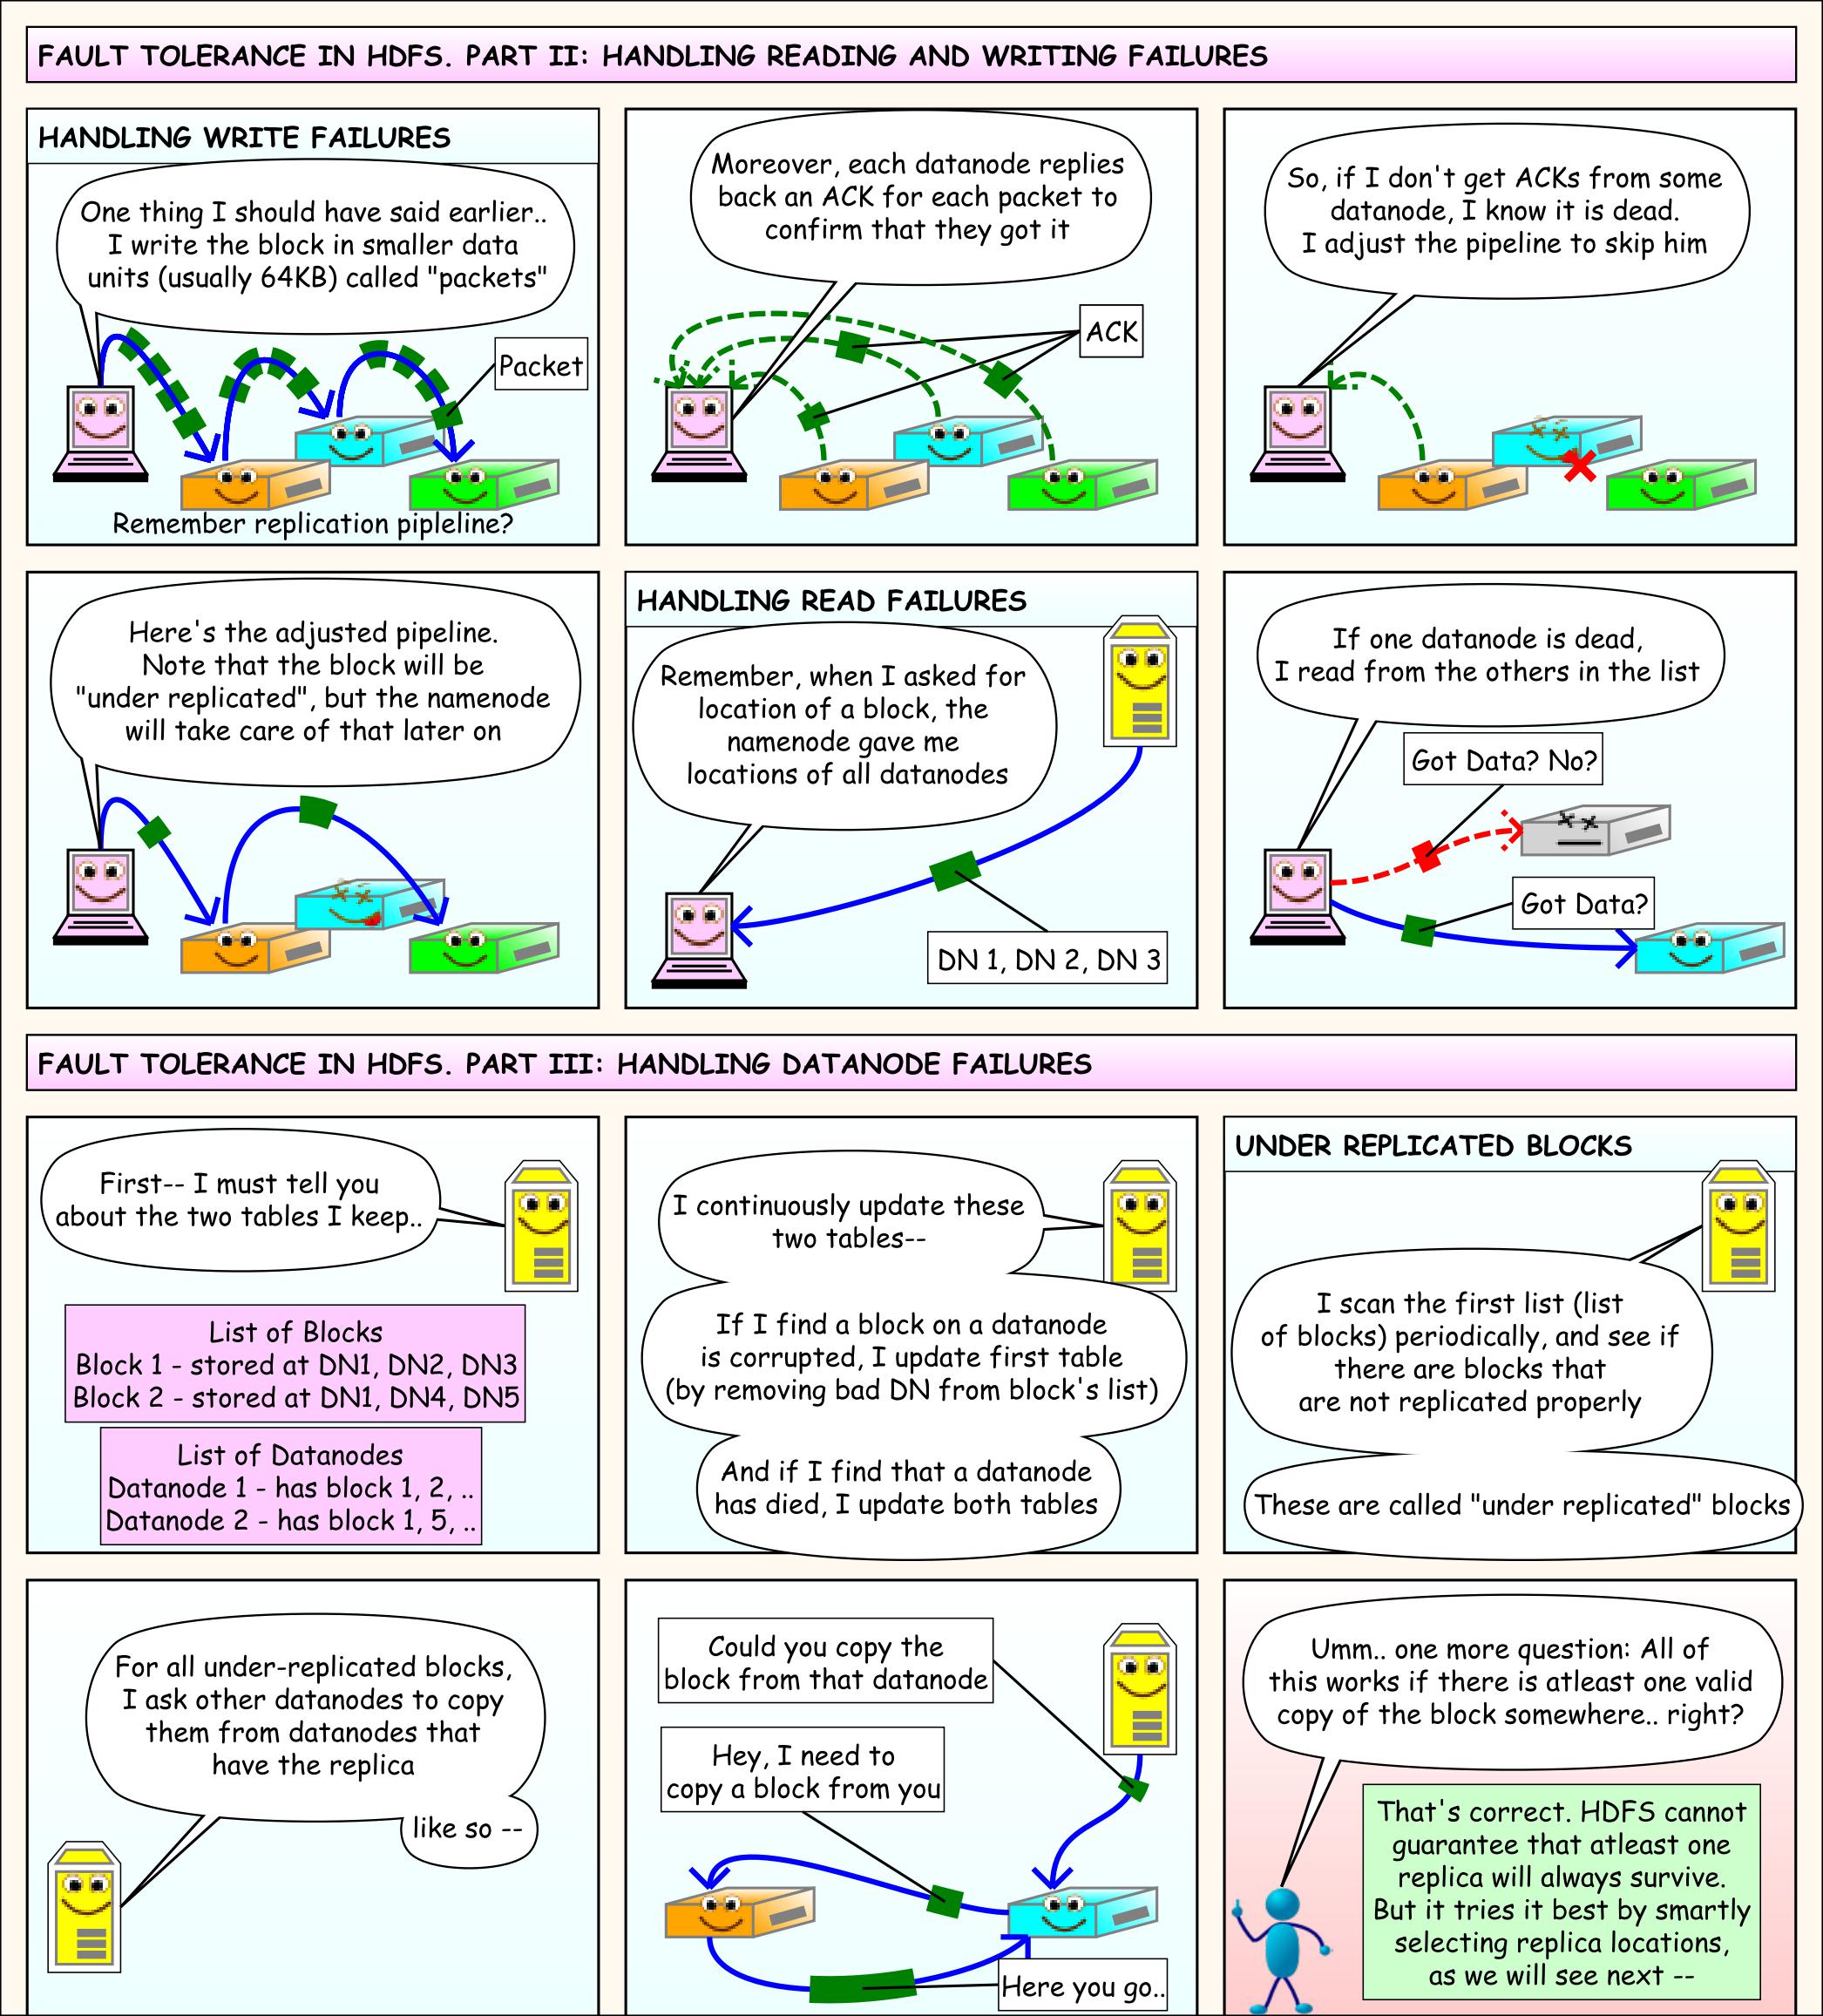 FAULT TOLERANCE IN HDFS. PART II: HANDLING READING AND WRITING FAILURES
HANDLING WRITE FAILURES
One thing I should have said earlier..
I write the block in smaller data
units (usually 64KB) called "packets"
Packet
Remember replication pipleline?
Moreover, each datanode replies
back an ACK for each packet to
confirm that they got it
ACK
So, if I don't get ACKs from some
datanode, I know it is dead.
I adjust the pipeline to skip him
Here's the adjusted pipeline.
Note that the block will be
"under replicated", but the namenode
will take care of that later on
HANDLING READ FAILURES
Remember, when I asked for
location of a block, the
namenode gave me
locations of all datanodes
DN 1, DN 2, DN 3
If one datanode is dead,
I read from the others in the list
Got Data? No?
Got Data?
FAULT TOLERANCE IN HDFS. PART III: HANDLING DATANODE FAILURES
First-- I must tell you
about the two tables I keep..
List of Blocks
Block 1 - stored at DN1, DN2, DN3
Block 2 - stored at DN1, DN4, DN5
List of Datanodes
Datanode 1 - has block 1, 2, ..
Datanode 2 - has block 1, 5, ..
I continuously update these
two tables--
If I find a block on a datanode
is corrupted, I update first table
(by removing bad DN from block's list)
And if I find that a datanode
has died, I update both tables
UNDER REPLICATED BLOCKS
I scan the first list (list
of blocks) periodically, and see if
there are blocks that
are not replicated properly
These are called "under replicated" blocks
For all under-replicated blocks,
I ask other datanodes to copy
them from datanodes that
have the replica
like so --
Could you copy the
block from that datanode
Hey, I need to
copy a block from you
Here you go..
Umm.. one more question: All of
this works if there is atleast one valid
copy of the block somewhere.. right?
That's correct. HDFS cannot
guarantee that atleast one
replica will always survive.
But it tries it best by smartly
selecting replica locations,
as we will see next --